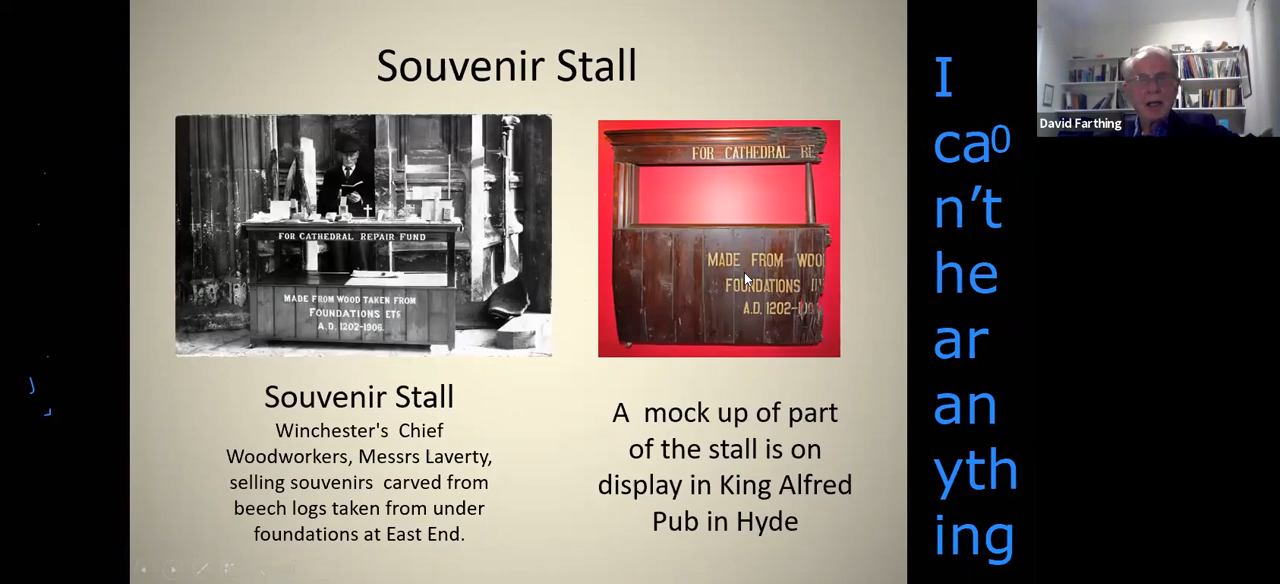 Souvenir Stall
FOR CATHEDRAL REPAIR FUND
MADE FROM WOOD TAKEN FROM
FOUNDATIONS ETC
A.D. 1202-1906.
FOR CATHEDRAL RE
MADE FROM WOO
FOUNDATIONS
A.D. 1202-
Souvenir Stall
Winchester's Chief
Woodworkers, Messrs Laverty,
selling souvenirs carved from
beech logs taken from under
foundations at East End.
A mock up of part
of the stall is on
display in King Alfred
Pub in Hyde
I
ca0
n't
he
ar
an
yth
ing
David Farthing